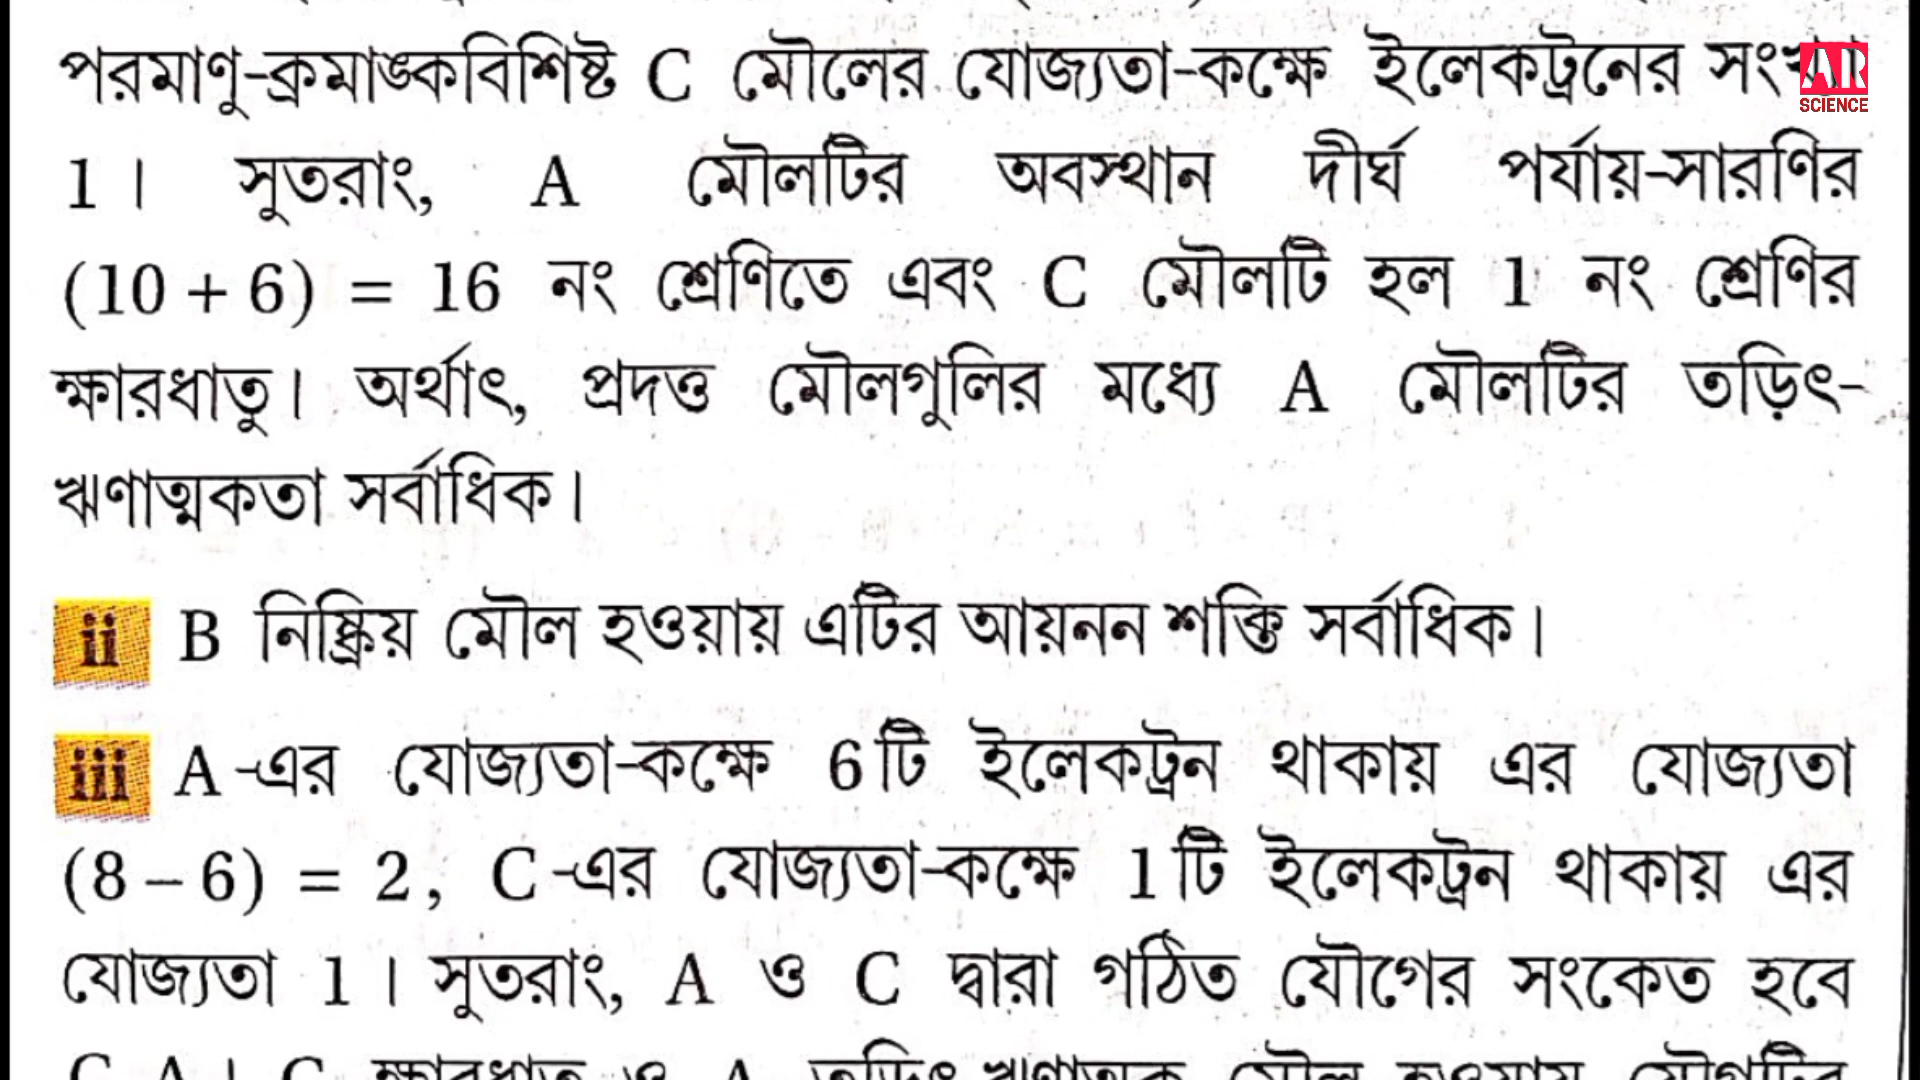 পরমাণু-ক্রমাঙ্কবিশিষ্ট C মৌলের যোজ্যতা-কক্ষে ইলেকট্রনের
AR
SCIENCE
1। সুতরাং, A মৌলটির অবস্থান দীর্ঘ পর্যায়-সারণির
(10 + 6) = 16 নং শ্রেণিতে এবং C মৌলটি হল 1 নং শ্রেণির
ক্ষারধাতু। অর্থাৎ, প্রদত্ত মৌলগুলির মধ্যে A মৌলটির তড়িৎ-
ঋণাত্মকতা সর্বাধিক।
ii B নিষ্ক্রিয় মৌল হওয়ায় এটির আয়নন শক্তি সর্বাধিক।
iii A-এর যোজ্যতা-কক্ষে 6টি ইলেকট্রন থাকায় এর যোজ্যতা
(8 – 6) = 2, C-এর যোজ্যতা-কক্ষে 1টি ইলেকট্রন থাকায় এর
যোজ্যতা 1। সুতরাং, A ও C দ্বারা গঠিত যৌগের সংকেত হবে